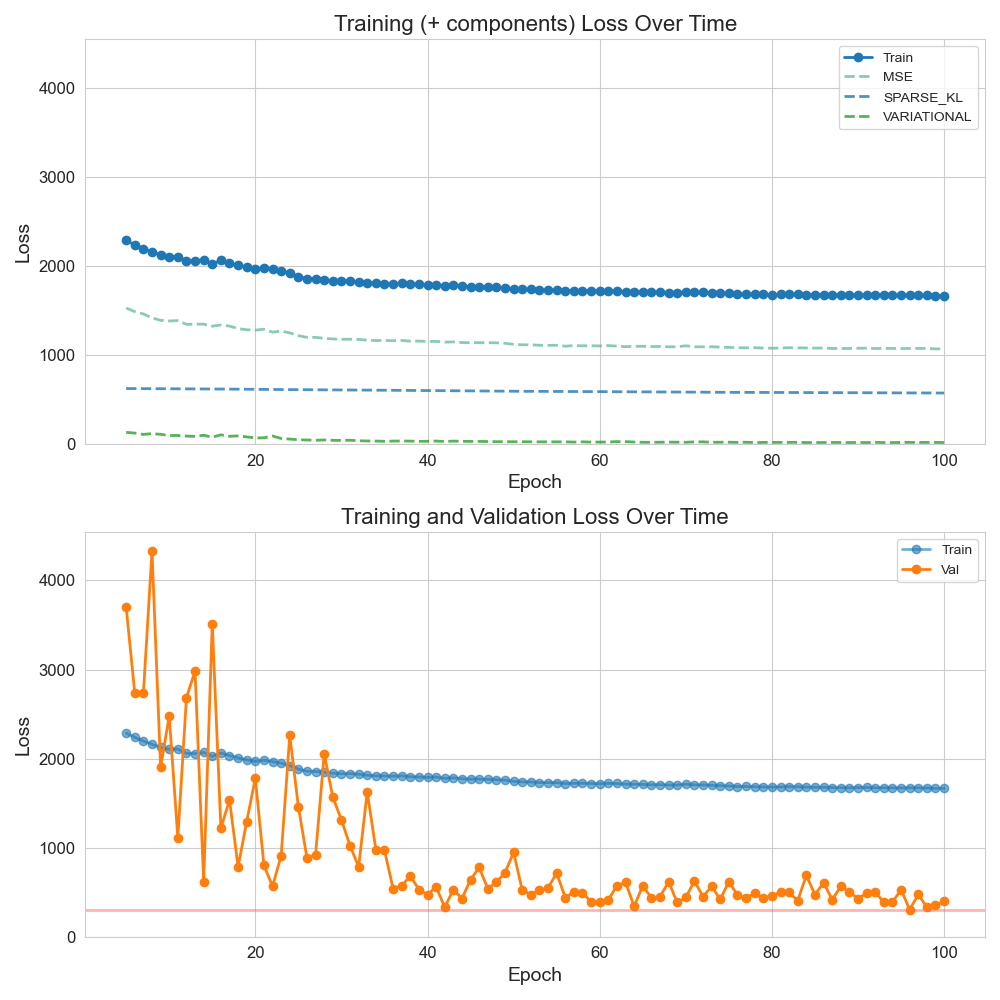 Training (+ components) Loss Over Time
Train
MSE
SPARSE_KL
VARIATIONAL
4000
3000
2000
1000
0
Loss
20
40
60
80
100
Epoch
Training and Validation Loss Over Time
Train
Val
4000
3000
2000
1000
0
Loss
20
40
60
80
100
Epoch